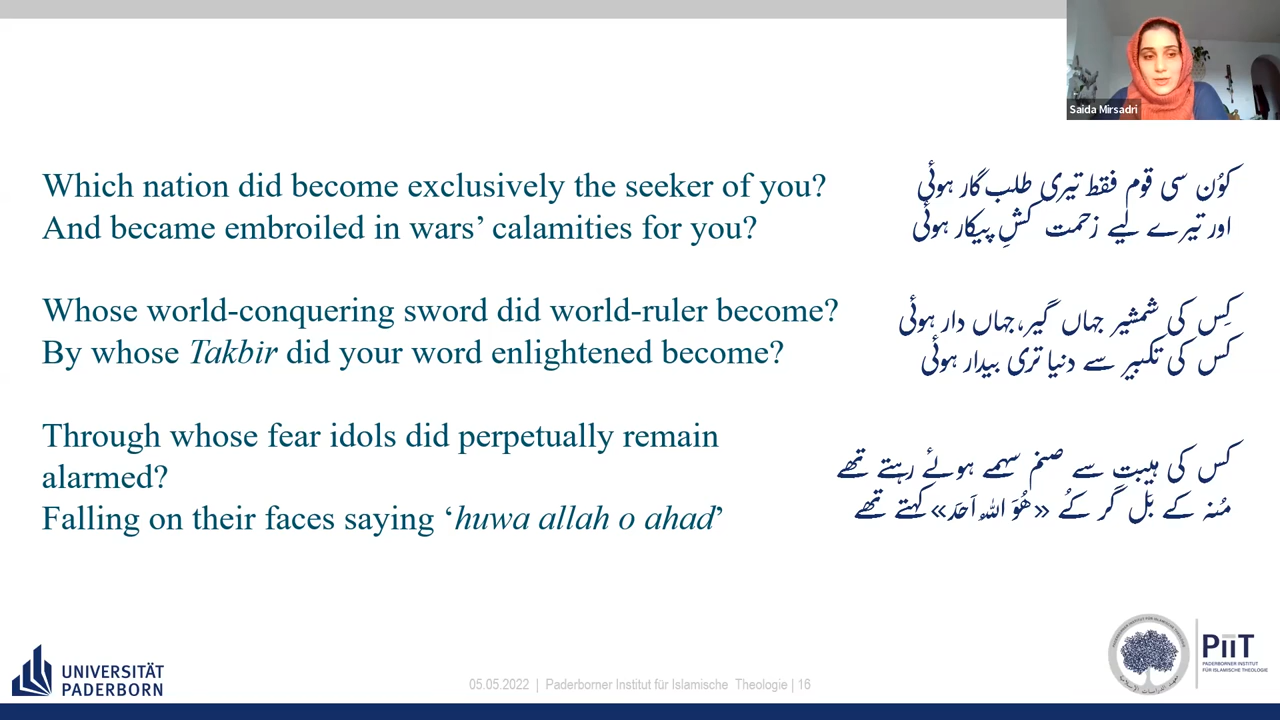 Saida Mirsadri
Which nation did become exclusively the seeker of you?
And became embroiled in wars’ calamities for you?
Whose world-conquering sword did world-ruler become?
By whose Takbir did your word enlightened become?
Through whose fear idols did perpetually remain
alarmed?
Falling on their faces saying ‘huwa allah o ahad’
کوُن سی قوم فقط تیری طلب گار ہوئی
اور تیرے لیے زحمت کشِ پیکار ہوئی
کِس کی شمشیر جہاں گیر، جہاں دار ہوئی
کس کی تکبیر سے دنیا تری بیدار ہوئی
کس کی ہیبت سے صنم سہمے ہوئے رہتے تھے
مُنہ کے بَل گر کے «هُوَ اللہ اَحَد» کہتے تھے
UNIVERSITÄT
PADERBORN
05.05.2022 | Paderborner Institut für Islamische Theologie | 16
PiiT
PADERBORNER INSTITUT
FÜR ISLAMISCHE THEOLOGIE